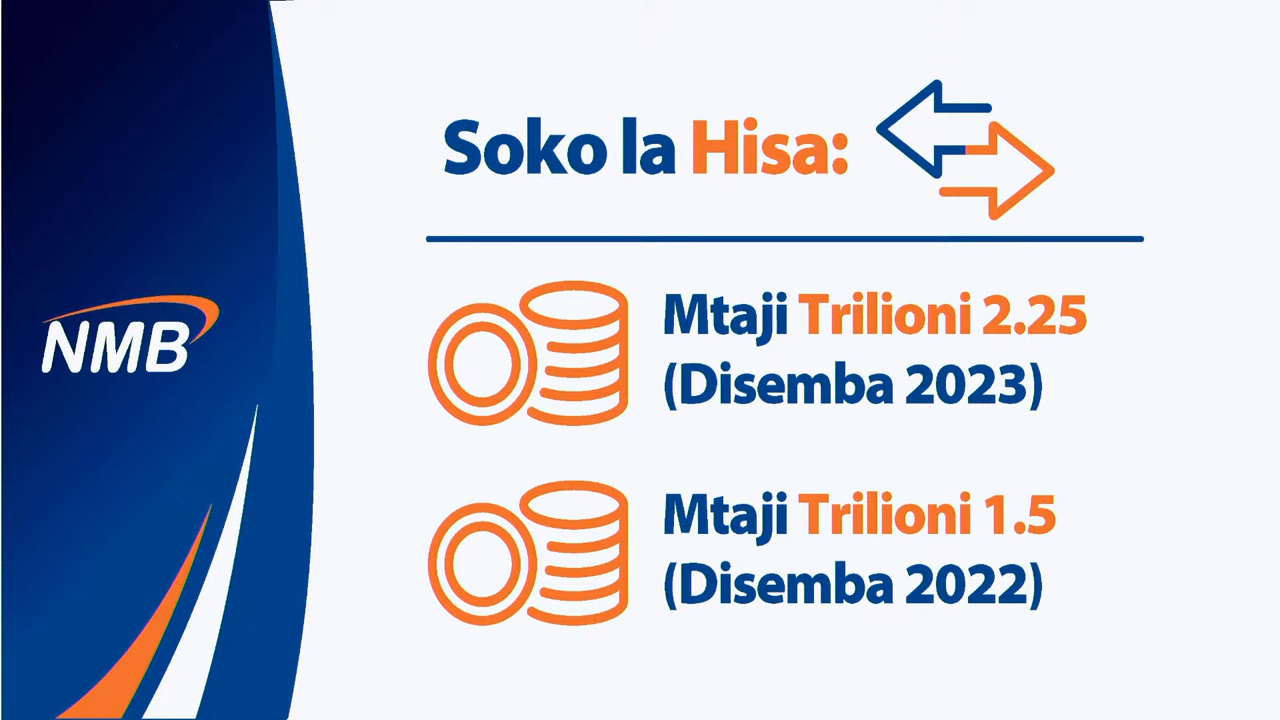 Soko la Hisa:
NMB
Mtaji Trilioni 2.25
(Disemba 2023)
Mtaji Trilioni 1.5
(Disemba 2022)